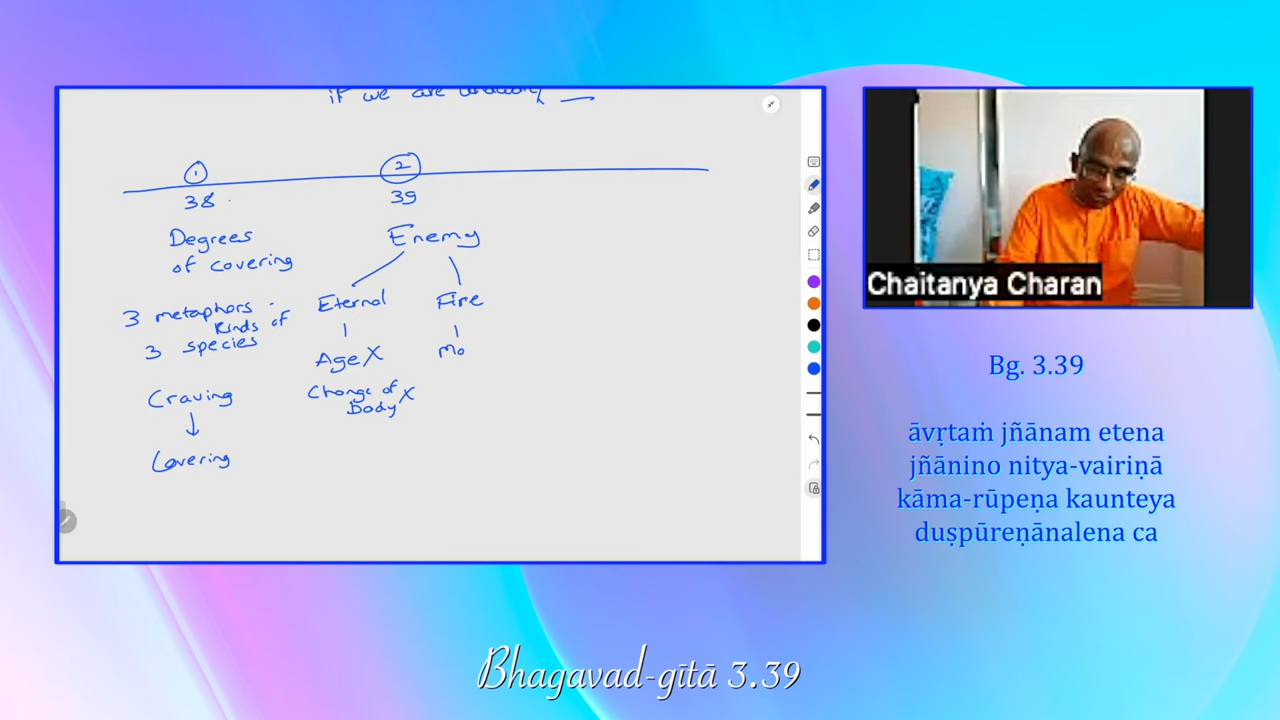 if we are
1
2
38
39
Degrees
of covering
Enemy
3 metaphors
Kinds of
3 species
Eternal
Fire
Age X
Mo
Craving
Change of X
Body
Covering
Chaitanya Charan
Bg. 3.39
āvṛtaṁ jñānam etena
jñānino nitya-vairiṇā
kāma-rūpeṇa kaunteya
duṣpūreṇānalena ca
Bhagavad-gītā 3.39